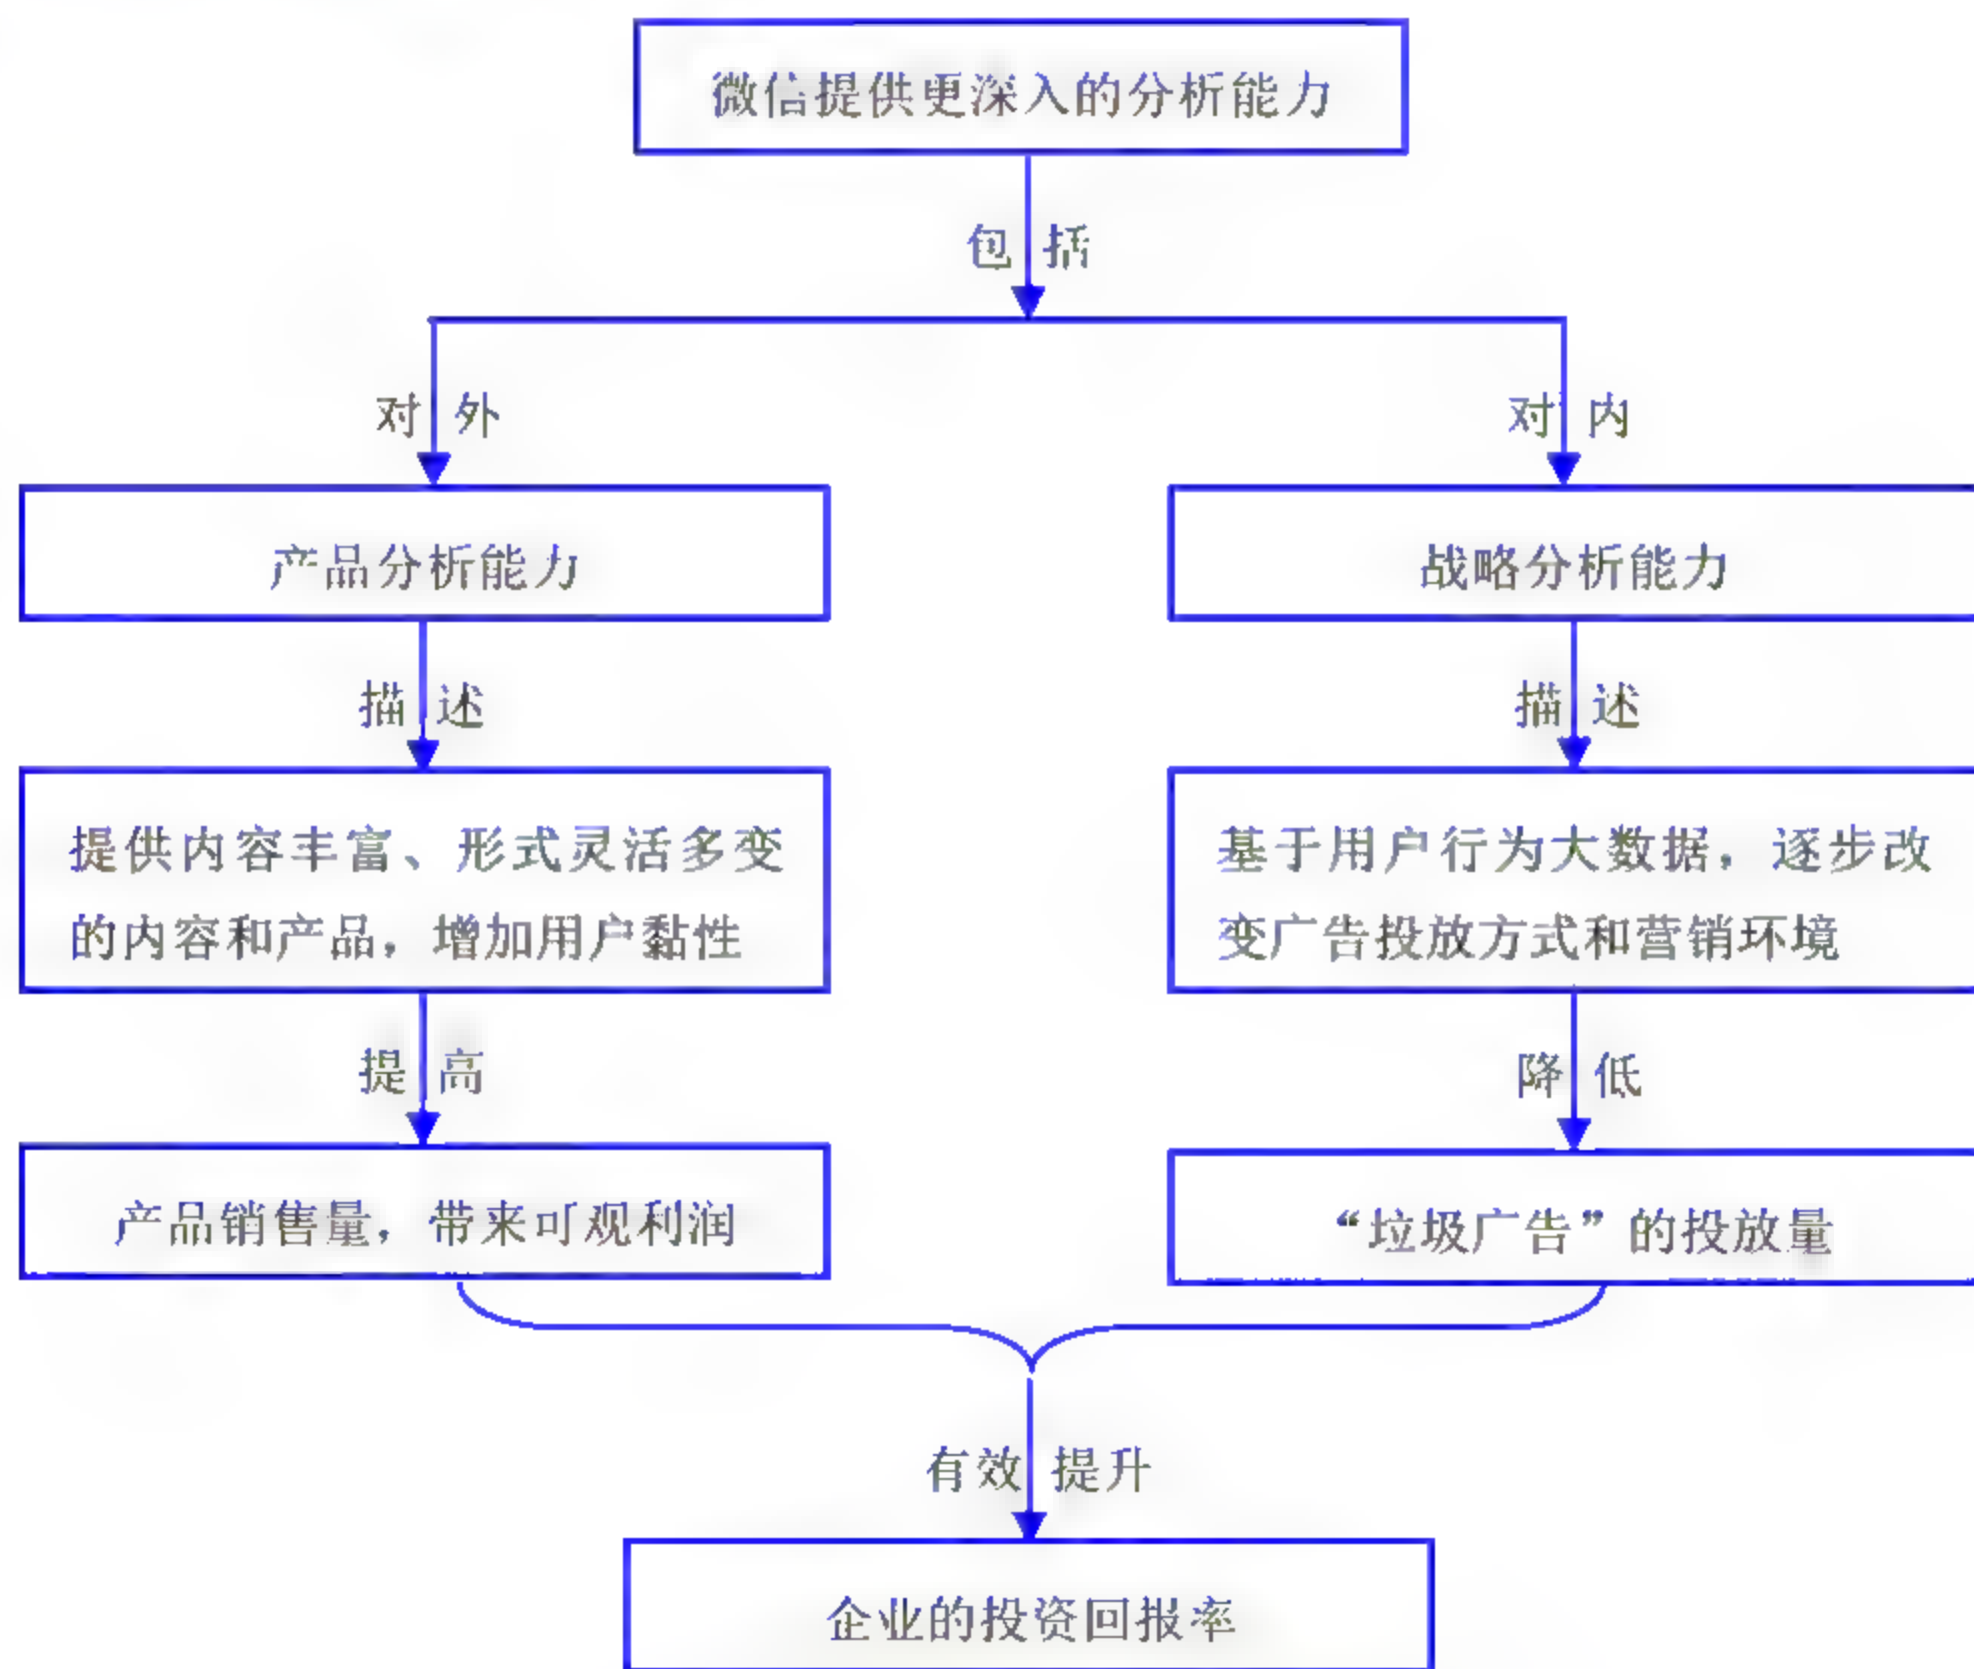 微信提供更深入的分析能力
包括
对外
对内
产品分析能力
战略分析能力
描述
描述
提供内容丰富、形式灵活多变
的内容和产品，增加用户黏性
基于用户行为大数据，逐步改
变广告投放方式和营销环境
提高
降低
产品销售量，带来可观利润
“垃圾广告”的投放量
有效提升
企业的投资回报率